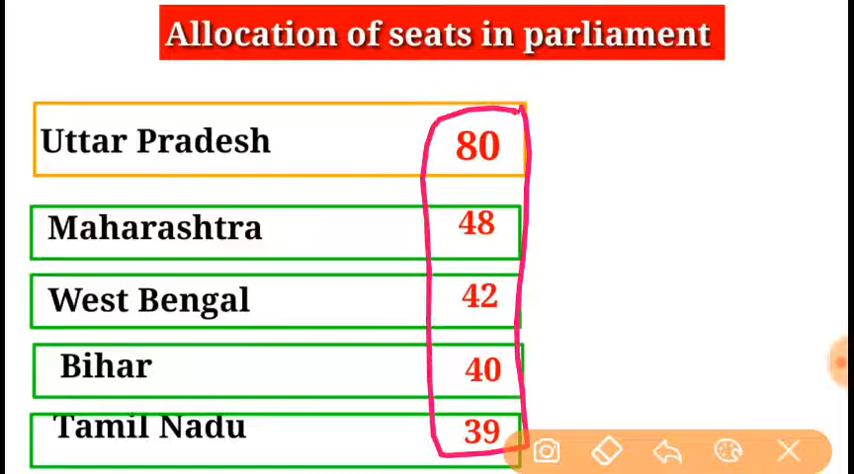 Allocation of seats in parliament
Uttar Pradesh 80
Maharashtra 48
West Bengal 42
Bihar 40
Tamil Nadu 39